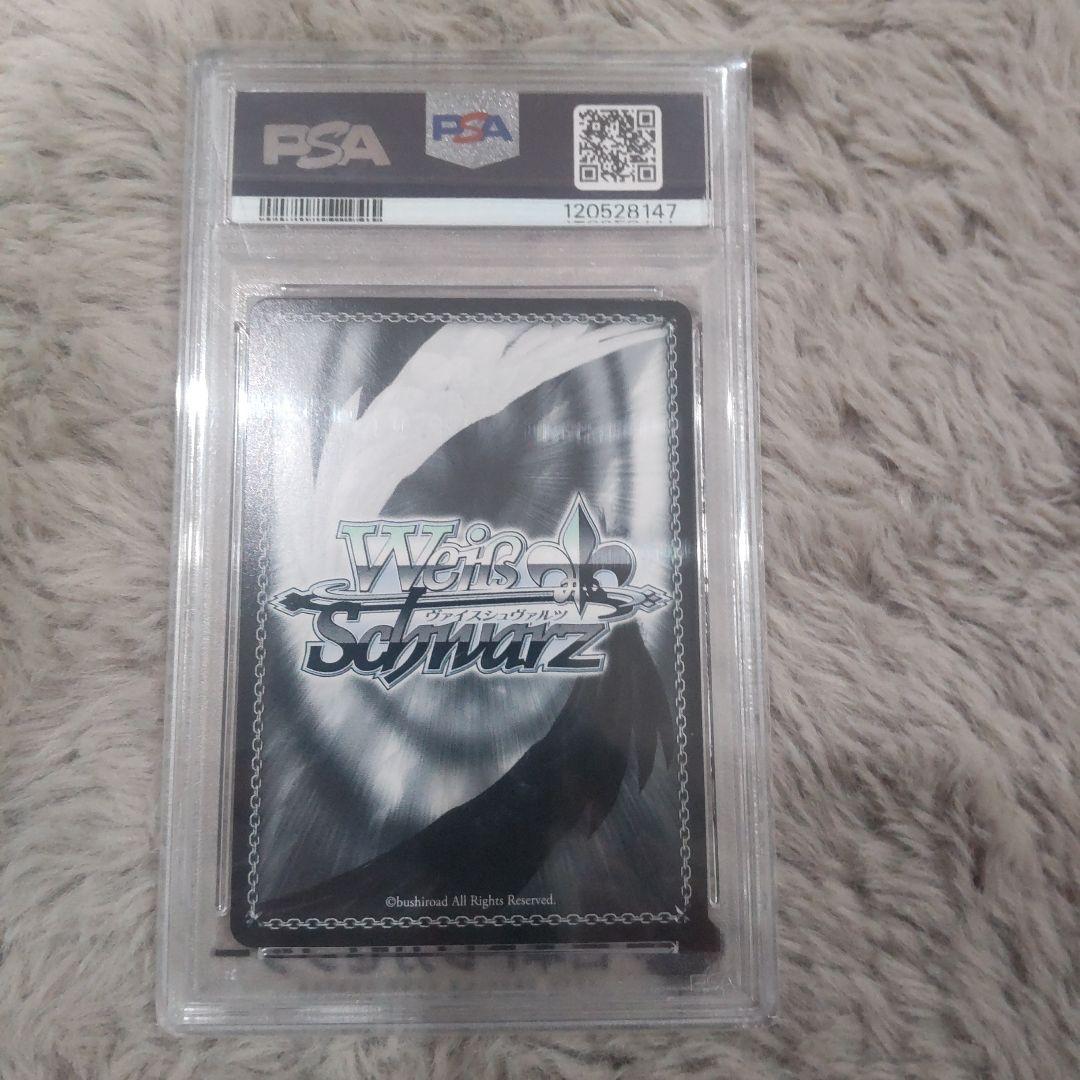 PSA
PSA
120528147
Weiß
ヴァイスシュヴァルツ
Schwarz
©bushiroad All Rights Reserved.